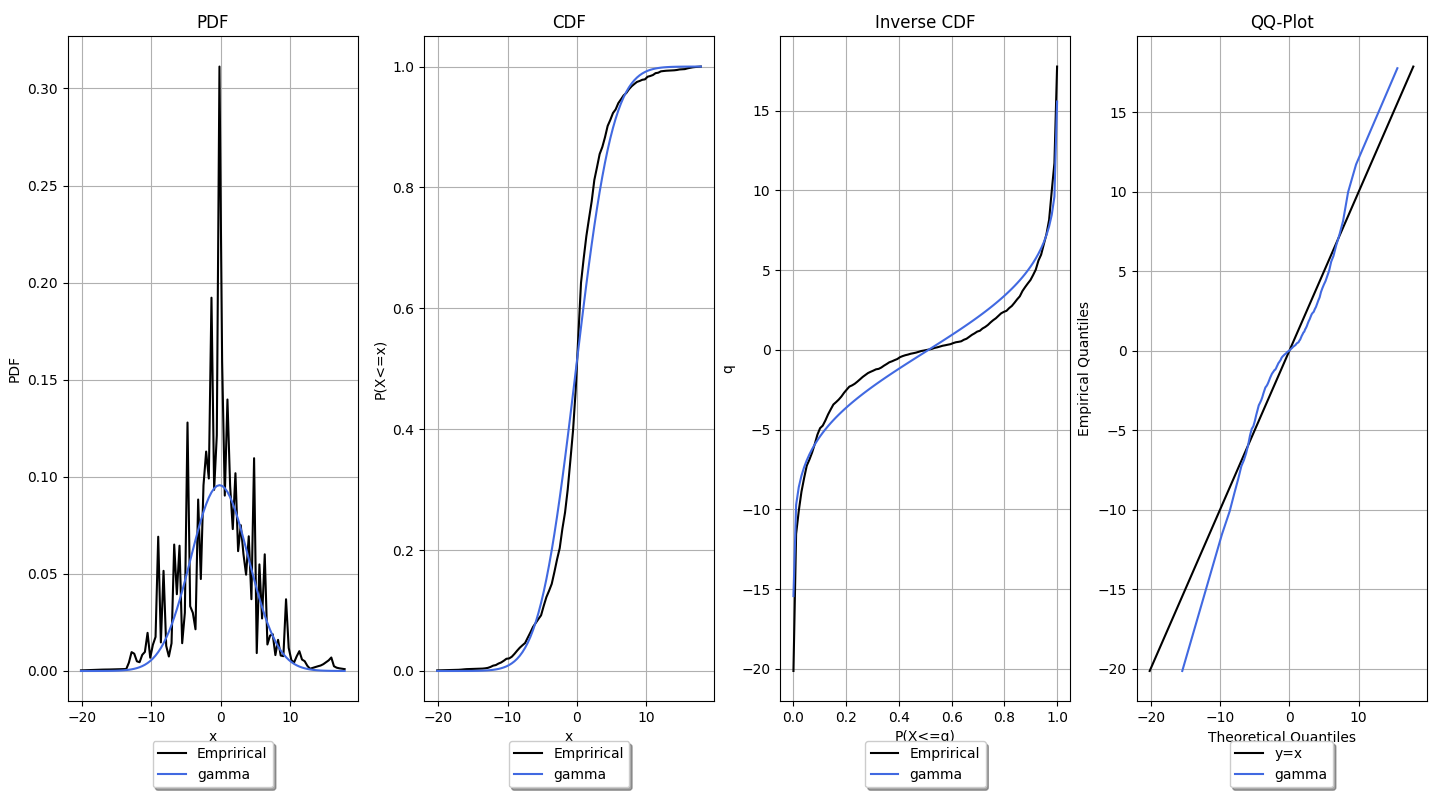 PDF
PDF
0.30
0.25
0.20
0.15
0.10
0.05
0.00
−20 −10 0 10
x
Emprirical
gamma
CDF
P(X<=x)
1.0
0.8
0.6
0.4
0.2
0.0
−20 −10 0 10
x
Emprirical
gamma
Inverse CDF
q
15
10
5
0
−5
−10
−15
−20
0.0 0.2 0.4 0.6 0.8 1.0
P(X<=q)
Emprirical
gamma
QQ-Plot
Empirical Quantiles
15
10
5
0
−5
−10
−15
−20
−20 −10 0 10
Theoretical Quantiles
y=x
gamma